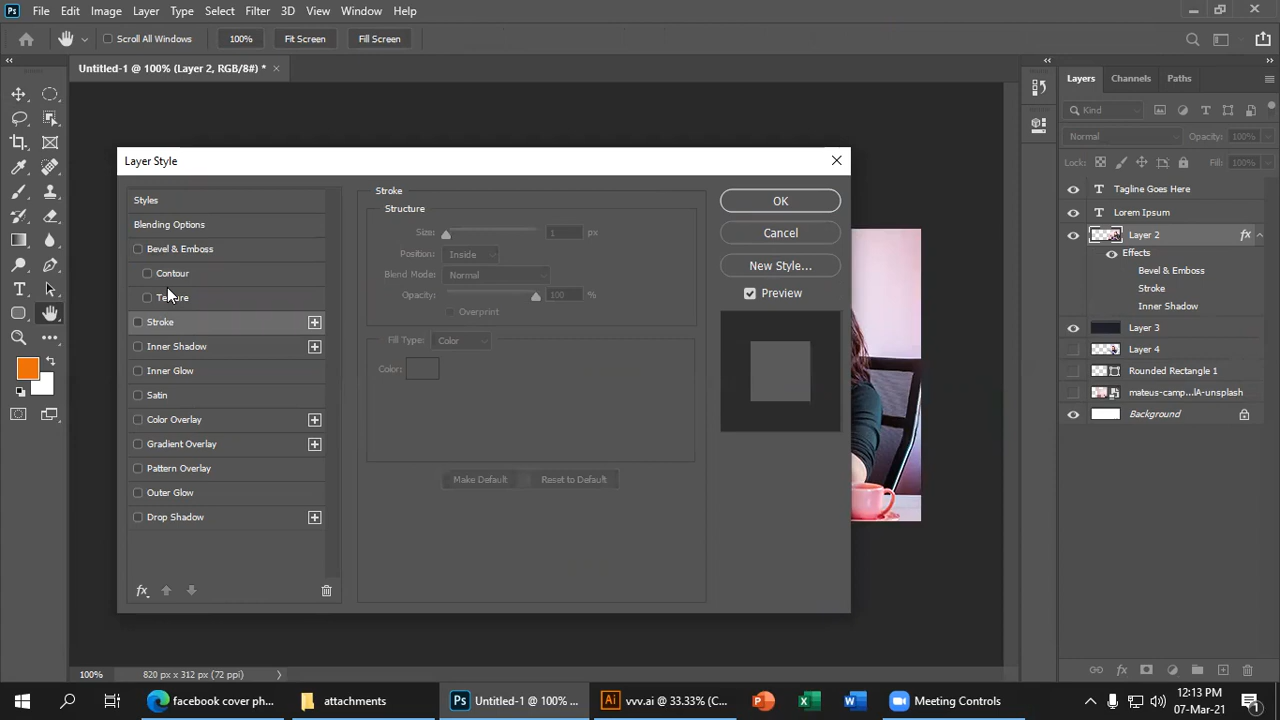 Ps File Edit Image Layer Type Select Filter 3D View Window Help
Scroll All Windows 100% Fit Screen Fill Screen
Untitled-1 @ 100% (Layer 2, RGB/8#) *
Layers Channels Paths
Kind
Normal Opacity: 100%
Lock: Fill: 100%
Tagline Goes Here
Lorem Ipsum
Layer 2 fx
Effects
Bevel & Emboss
Stroke
Inner Shadow
Layer 3
Layer 4
Rounded Rectangle 1
mateus-camp...lA-unsplash
Background
Layer Style
Styles
Blending Options
Bevel & Emboss
Contour
Texture
Stroke
Inner Shadow
Inner Glow
Satin
Color Overlay
Gradient Overlay
Pattern Overlay
Outer Glow
Drop Shadow
fx
Stroke
Structure
Size: 1 px
Position: Inside
Blend Mode: Normal
Opacity: 100 %
Overprint
Fill Type: Color
Color:
Make Default Reset to Default
OK
Cancel
New Style...
Preview
100% 820 px x 312 px (72 ppi)
facebook cover ph... attachments Untitled-1 @ 100% ... vvv.ai @ 33.33% (C... Meeting Controls
12:13 PM
07-Mar-21
1